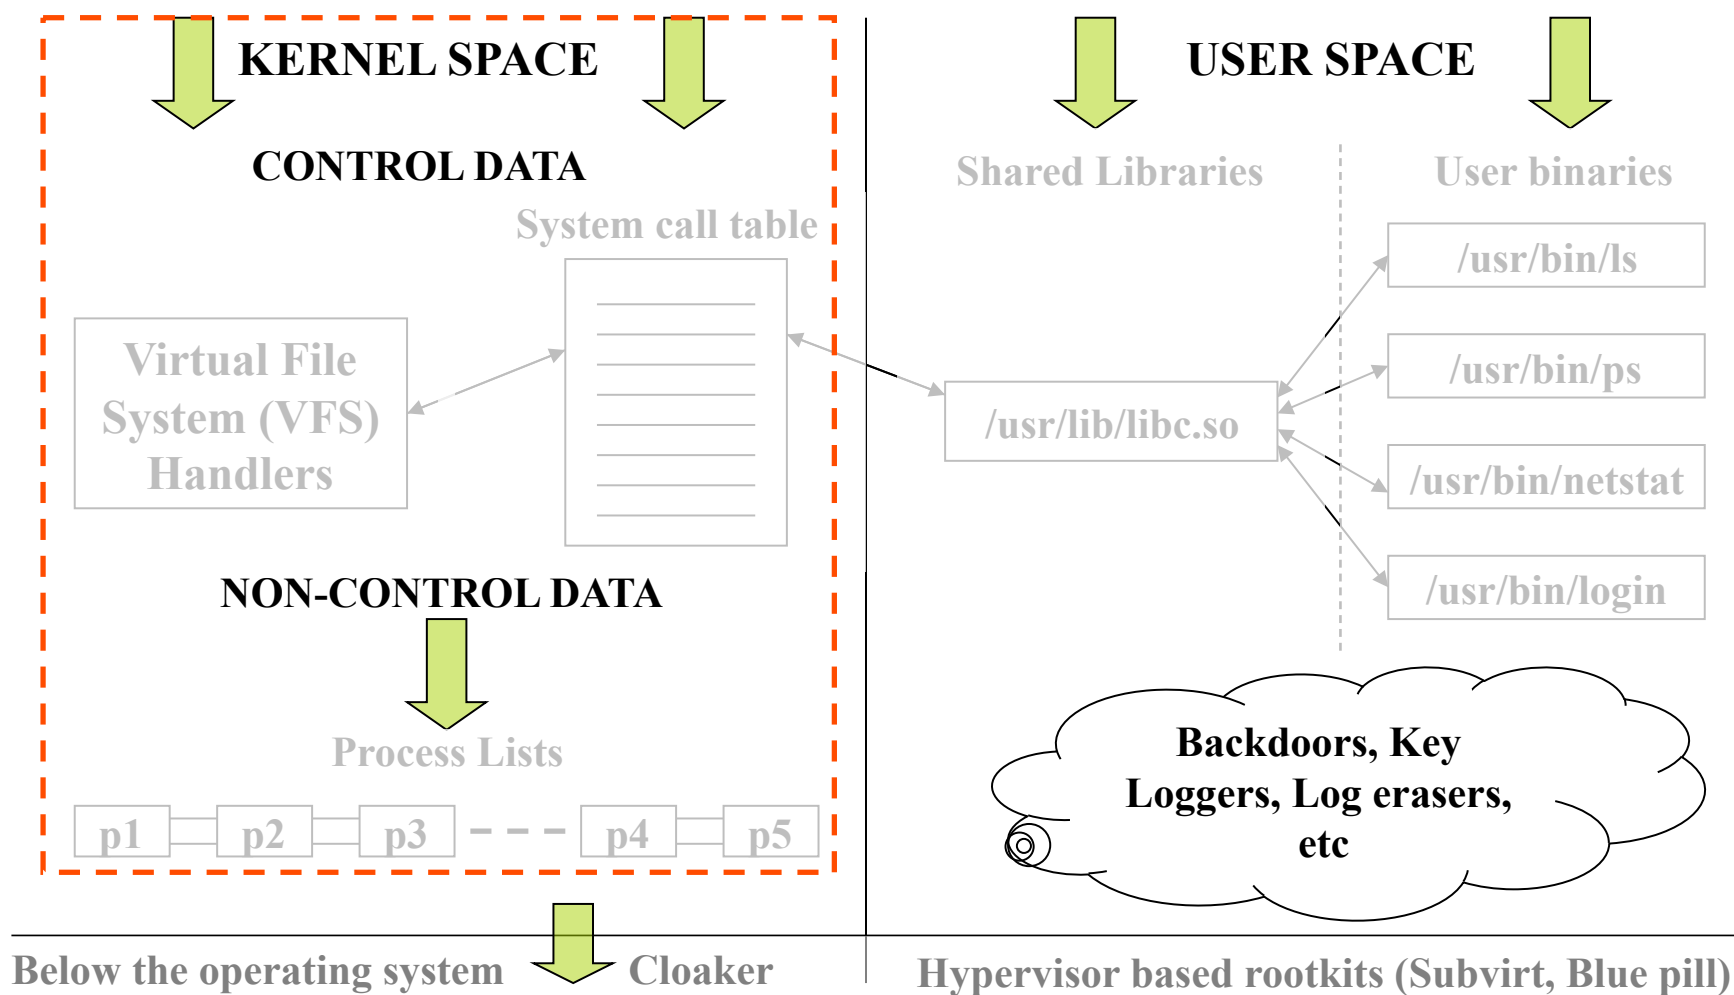 KERNEL SPACE
CONTROL DATA
System call table
Virtual File
System (VFS)
Handlers
NON-CONTROL DATA
Process Lists
p1 p2 p3 p4 p5
USER SPACE
Shared Libraries
User binaries
/usr/bin/ls
/usr/bin/ps
/usr/lib/libc.so
/usr/bin/netstat
/usr/bin/login
Backdoors, Key
Loggers, Log erasers,
etc
Below the operating system
Cloaker
Hypervisor based rootkits (Subvirt, Blue pill)